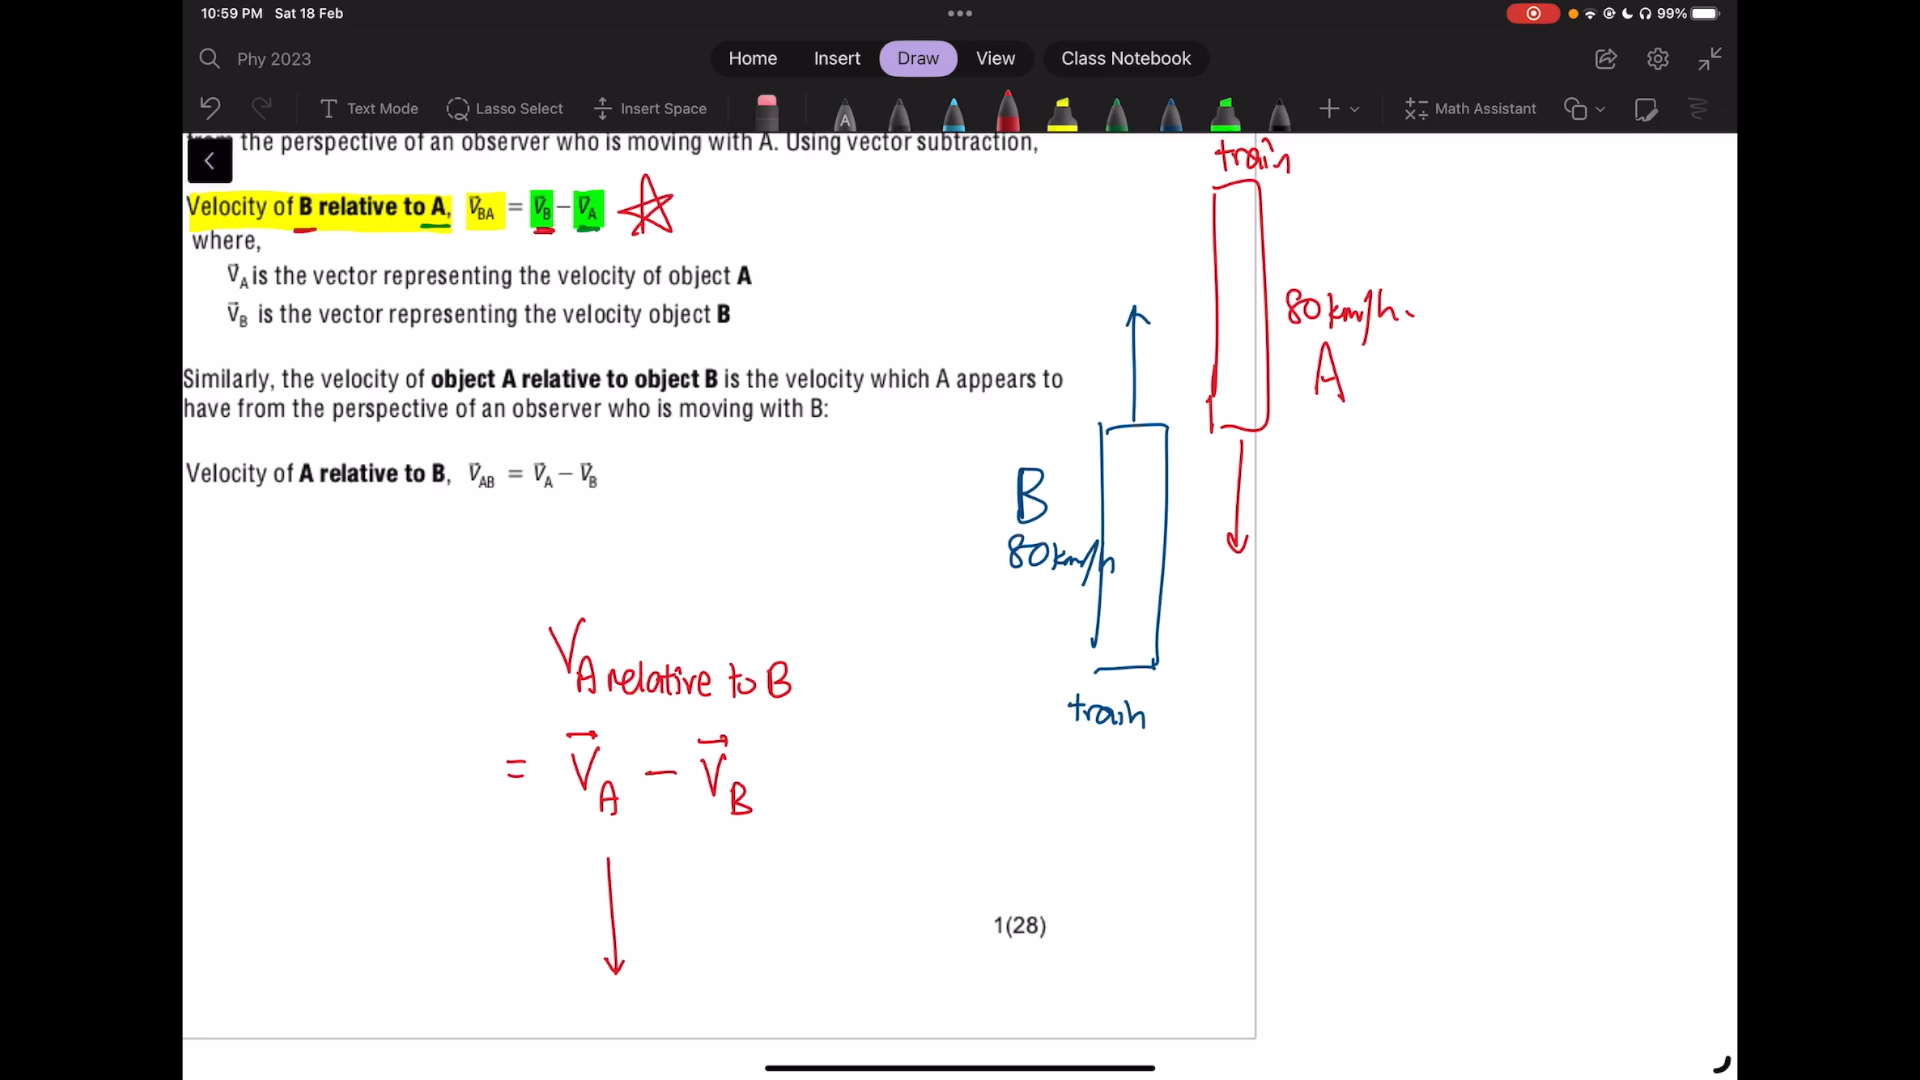 10:59 PM Sat 18 Feb
99%
Phy 2023
Home Insert Draw View Class Notebook
Text Mode Lasso Select Insert Space
A
Math Assistant
from the perspective of an observer who is moving with A. Using vector subtraction,
Velocity of B relative to A, V⃗BA = V⃗B − V⃗A
where,
V⃗A is the vector representing the velocity of object A
V⃗B is the vector representing the velocity object B
Similarly, the velocity of object A relative to object B is the velocity which A appears to
have from the perspective of an observer who is moving with B:
Velocity of A relative to B, V⃗AB = V⃗A − V⃗B
train
80km/h.
A
B
80km/h
train
V A relative to B
= V⃗A − V⃗B
1(28)